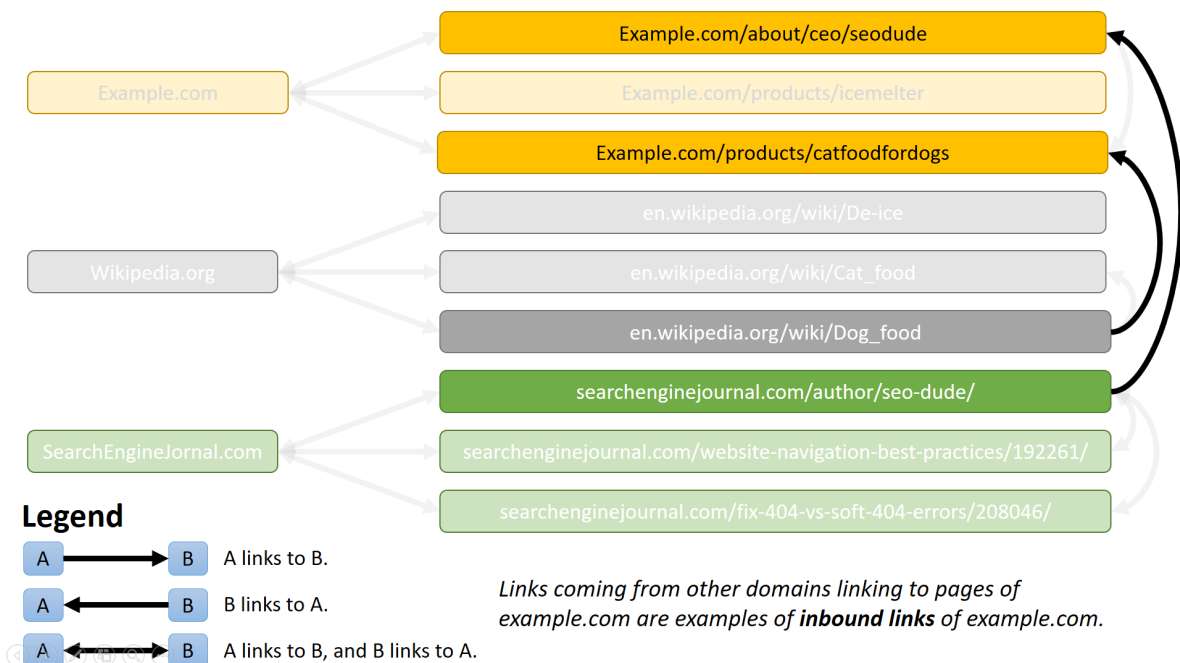 Example.com/about/ceo/seodude
Example.com
Example.com/products/icemelter
Example.com/products/catfoodfordogs
en.wikipedia.org/wiki/De-ice
Wikipedia.org
en.wikipedia.org/wiki/Cat_food
en.wikipedia.org/wiki/Dog_food
searchenginejournal.com/author/seo-dude/
SearchEngineJornal.com
searchenginejournal.com/website-navigation-best-practices/192261/
searchenginejournal.com/fix-404-vs-soft-404-errors/208046/
Legend
A B A links to B.
A B B links to A.
A B A links to B, and B links to A.
Links coming from other domains linking to pages of
example.com are examples of inbound links of example.com.